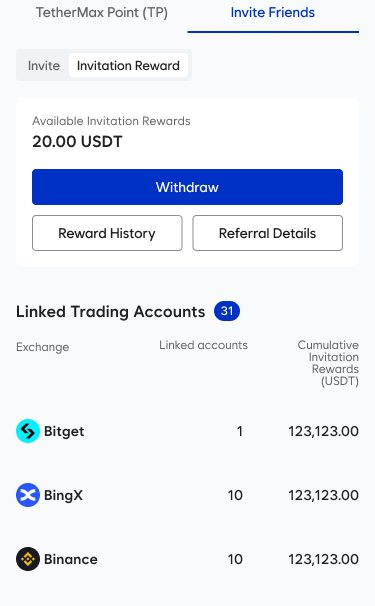 TetherMax Point (TP)
Invite Friends
Invite
Invitation Reward
Available Invitation Rewards
20.00 USDT
Withdraw
Reward History
Referral Details
Linked Trading Accounts 31
Exchange
Linked accounts
Cumulative
Invitation
Rewards
(USDT)
Bitget 1 123,123.00
BingX 10 123,123.00
Binance 10 123,123.00